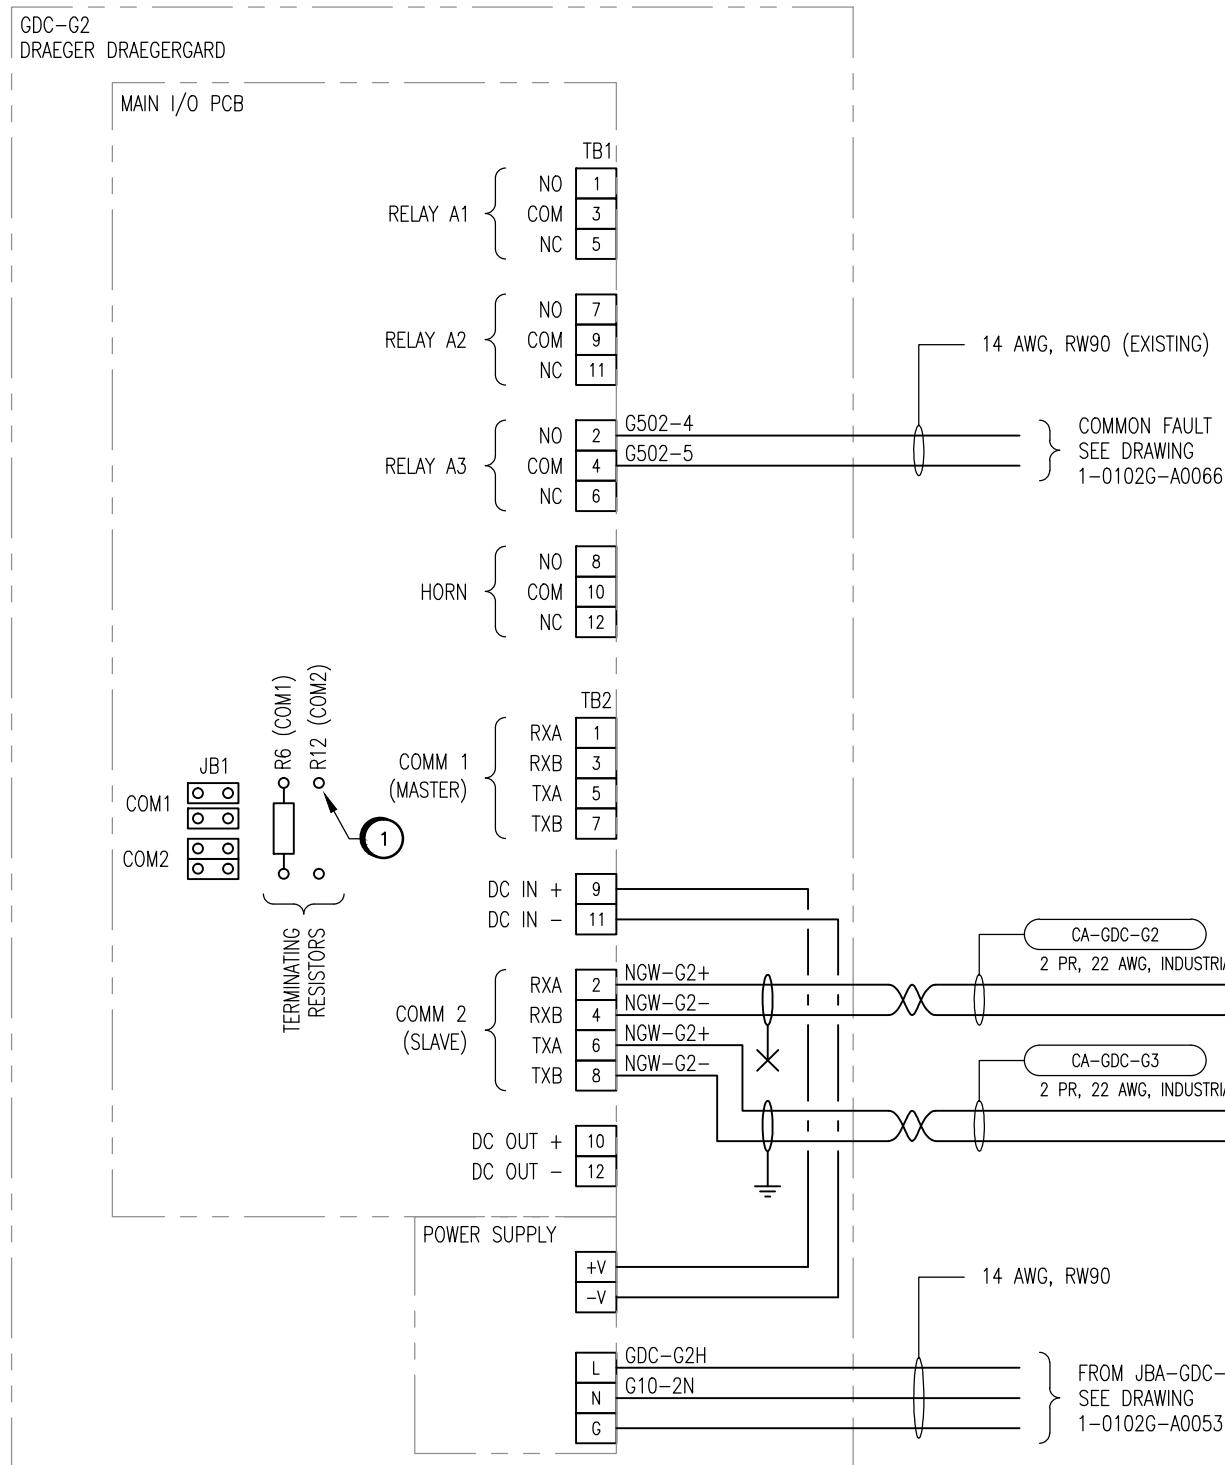 GDC-G2
DRAEGER DRAEGERGARD
MAIN I/O PCB
TB1
RELAY A1
NO 1
COM 3
NC 5
RELAY A2
NO 7
COM 9
NC 11
14 AWG, RW90 (EXISTING)
RELAY A3
NO 2 G502-4
COM 4 G502-5
NC 6
COMMON FAULT
SEE DRAWING
1-0102G-A0066
HORN
NO 8
COM 10
NC 12
TB2
COMM 1
(MASTER)
RXA 1
RXB 3
TXA 5
TXB 7
JB1
COM1
COM2
R6 (COM1)
R12 (COM2)
1
TERMINATING
RESISTORS
DC IN + 9
DC IN - 11
COMM 2
(SLAVE)
RXA 2 NGW-G2+
RXB 4 NGW-G2-
TXA 6 NGW-G2+
TXB 8 NGW-G2-
CA-GDC-G2
2 PR, 22 AWG, INDUSTRIA
CA-GDC-G3
2 PR, 22 AWG, INDUSTRIA
DC OUT + 10
DC OUT - 12
POWER SUPPLY
+V
-V
14 AWG, RW90
L GDC-G2H
N G10-2N
G
FROM JBA-GDC-
SEE DRAWING
1-0102G-A0053